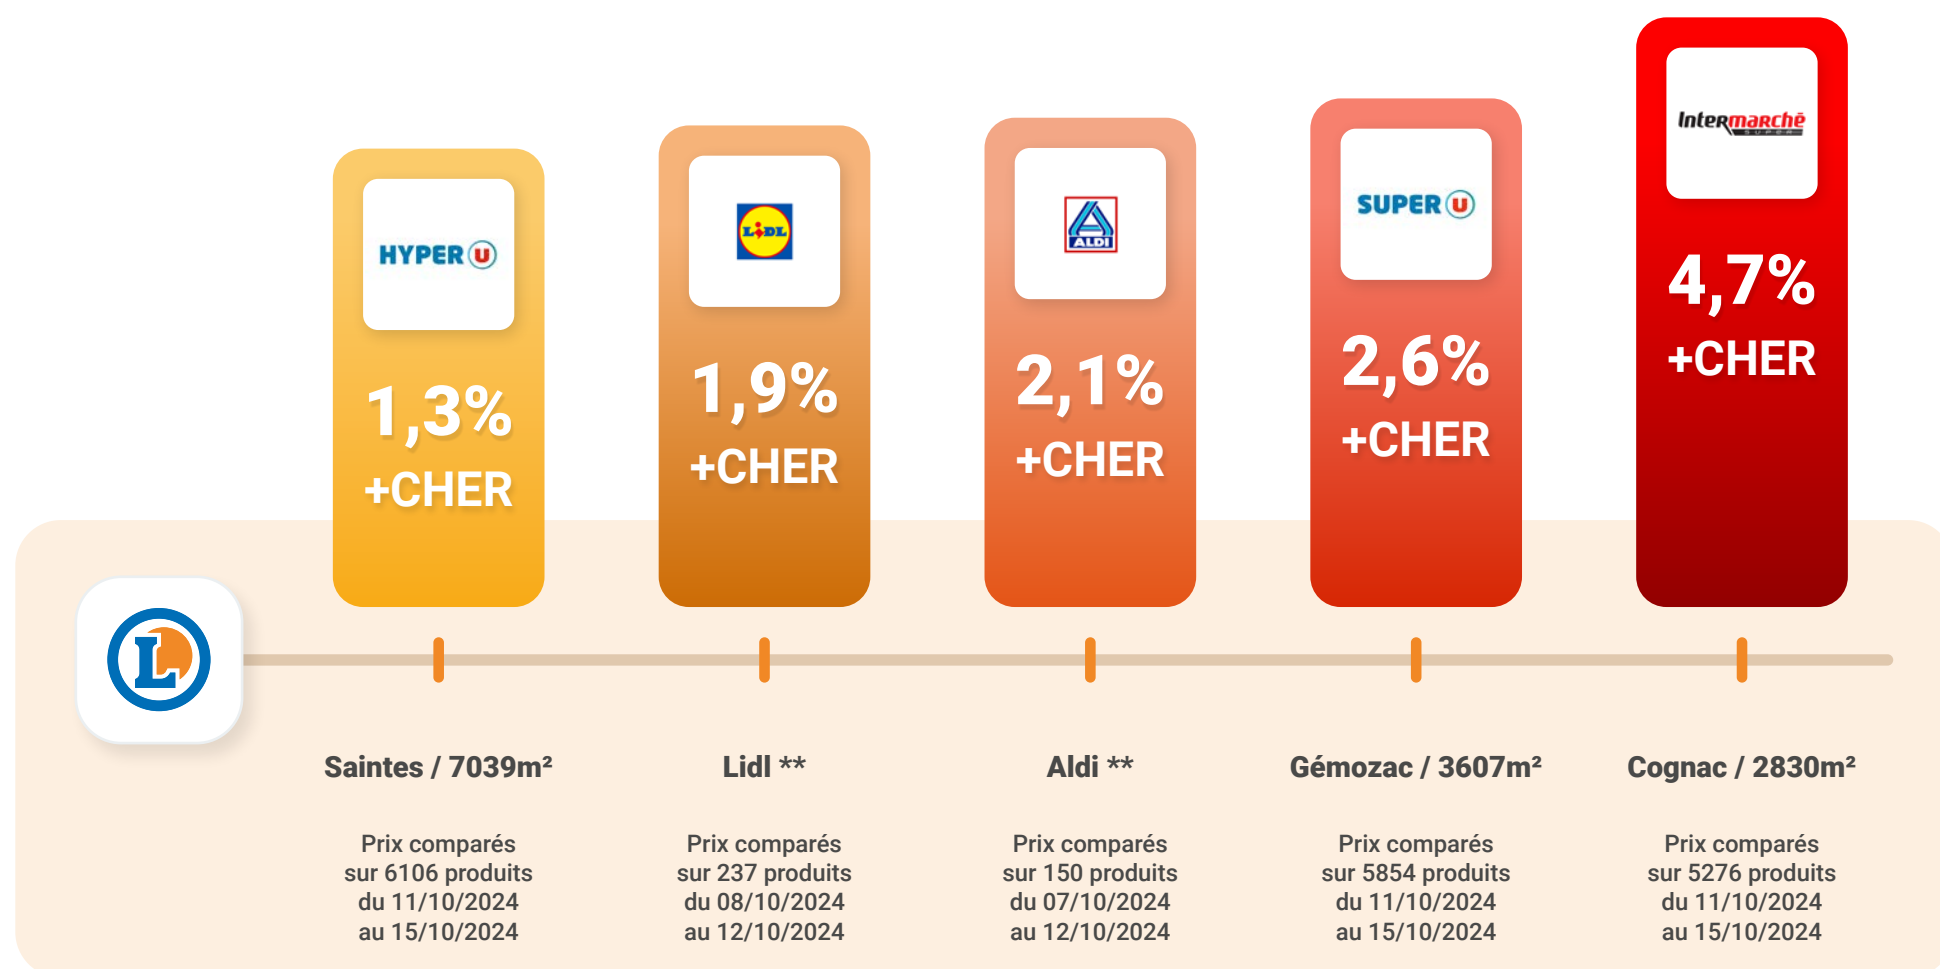 HYPER U
1,3%
+CHER
LiDL
1,9%
+CHER
ALDI
2,1%
+CHER
SUPER U
2,6%
+CHER
Intermarchē
SUPER
4,7%
+CHER
L
Saintes / 7039m²
Prix comparés
sur 6106 produits
du 11/10/2024
au 15/10/2024
Lidl **
Prix comparés
sur 237 produits
du 08/10/2024
au 12/10/2024
Aldi **
Prix comparés
sur 150 produits
du 07/10/2024
au 12/10/2024
Gémozac / 3607m²
Prix comparés
sur 5854 produits
du 11/10/2024
au 15/10/2024
Cognac / 2830m²
Prix comparés
sur 5276 produits
du 11/10/2024
au 15/10/2024